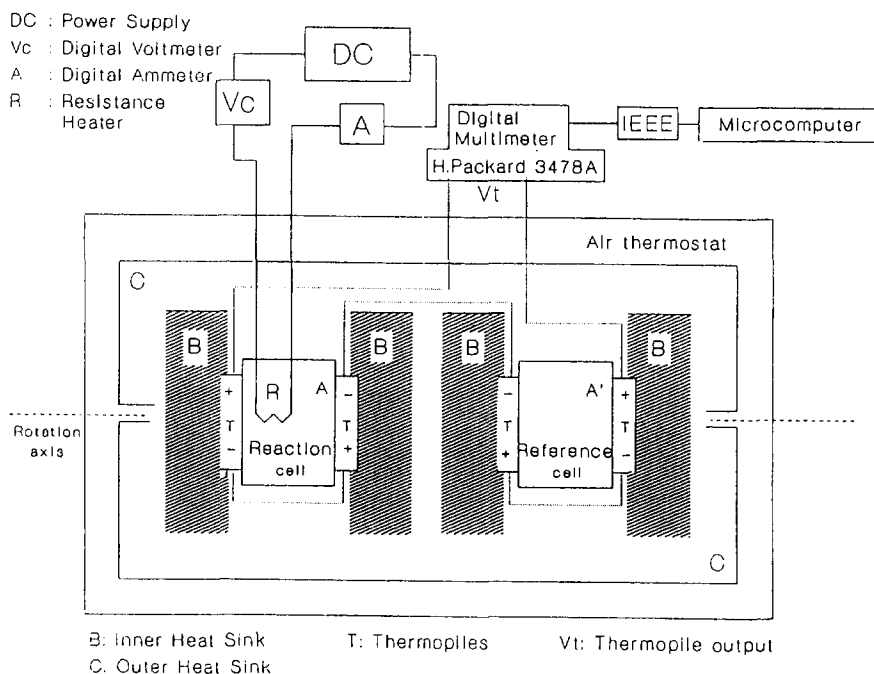 DC : Power Supply
Vc : Digital Voltmeter
A : Digital Ammeter
R : Resistance
Heater
DC
Vc
A
Digital
Multimeter
H.Packard 3478A
Vt
IEEE
Microcomputer
Air thermostat
C
B
B
B
B
R
A
A'
+
-
-
+
T
T
T
T
-
+
+
-
Reaction
cell
Reference
cell
Rotation
axis
C
B: Inner Heat Sink
T: Thermopiles
Vt: Thermopile output
C. Outer Heat Sink